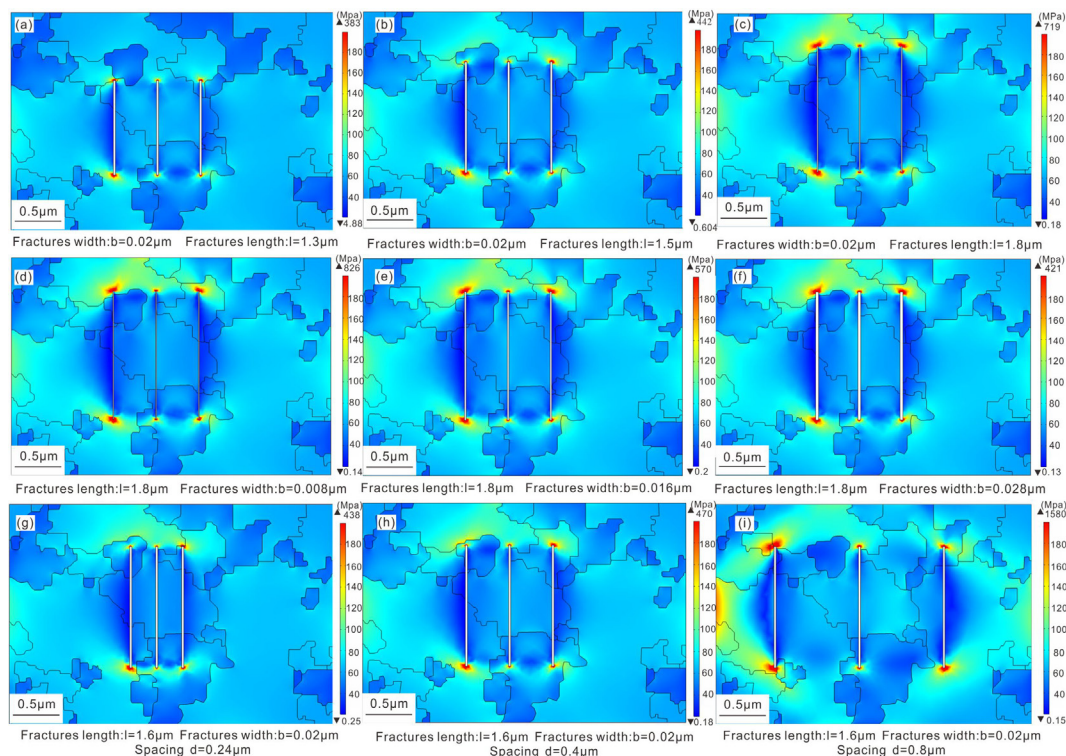 (a)
(Mpa)
383
180
160
140
120
100
80
60
40
4.88
0.5μm
Fractures width:b=0.02μm Fractures length:l=1.3μm
(b)
(Mpa)
442
180
160
140
120
100
80
60
40
0.604
0.5μm
Fractures width:b=0.02μm Fractures length:l=1.5μm
(c)
(MPa)
719
180
160
140
120
100
80
60
40
0.18
0.5μm
Fractures width:b=0.02μm Fractures length:l=1.8μm
(d)
(Mpa)
826
180
160
140
120
100
80
60
40
0.14
0.5μm
Fractures length:l=1.8μm Fractures width:b=0.008μm
(e)
(Mpa)
570
180
160
140
120
100
80
60
40
0.2
0.5μm
Fractures length:l=1.8μm Fractures width:b=0.016μm
(f)
(Mpa)
421
180
160
140
120
100
80
60
40
0.13
0.5μm
Fractures length:l=1.8μm Fractures width:b=0.028μm
(g)
(Mpa)
438
180
160
140
120
100
80
60
40
0.25
0.5μm
Fractures length:l=1.6μm Fractures width:b=0.02μm
Spacing d=0.24μm
(h)
(Mpa)
470
180
160
140
120
100
80
60
40
0.18
0.5μm
Fractures length:l=1.6μm Fractures width:b=0.02μm
Spacing d=0.4μm
(i)
(Mpa)
1580
180
160
140
120
100
80
60
40
0.15
0.5μm
Fractures length:l=1.6μm Fractures width:b=0.02μm
Spacing d=0.8μm